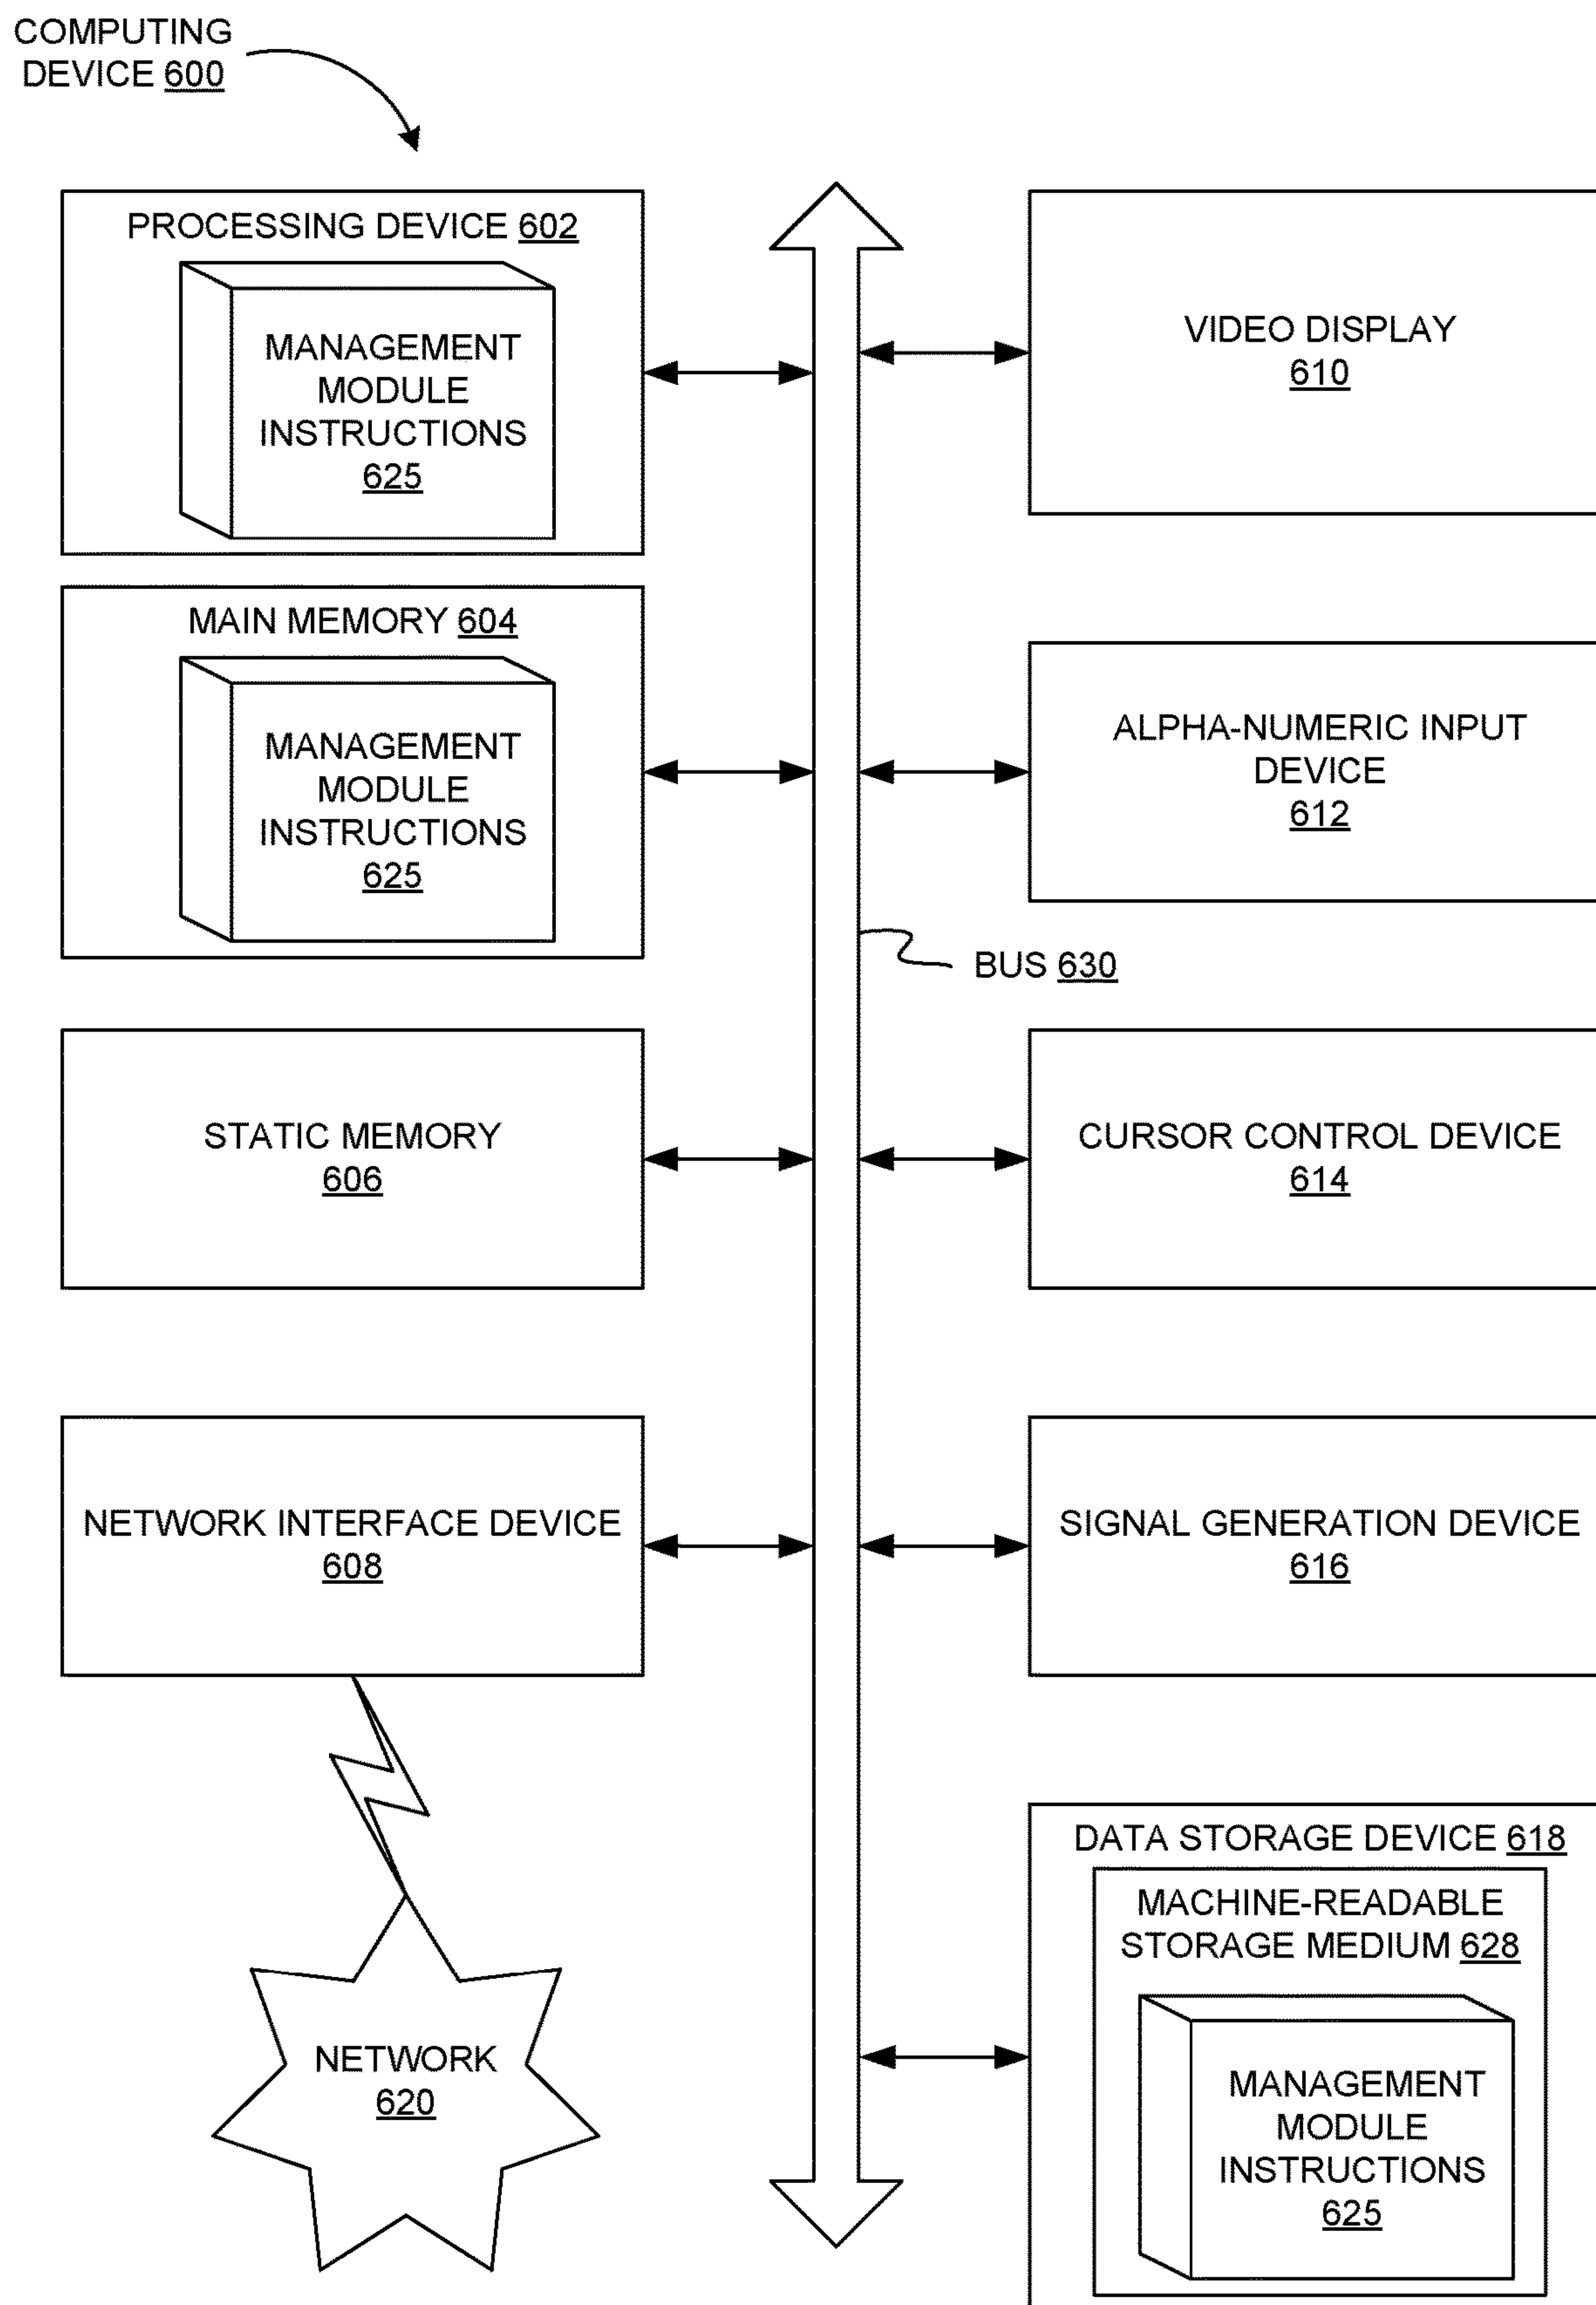 COMPUTING
DEVICE 600
PROCESSING DEVICE 602
MANAGEMENT
MODULE
INSTRUCTIONS
625
MAIN MEMORY 604
MANAGEMENT
MODULE
INSTRUCTIONS
625
STATIC MEMORY
606
NETWORK INTERFACE DEVICE
608
NETWORK
620
BUS 630
VIDEO DISPLAY
610
ALPHA-NUMERIC INPUT
DEVICE
612
CURSOR CONTROL DEVICE
614
SIGNAL GENERATION DEVICE
616
DATA STORAGE DEVICE 618
MACHINE-READABLE
STORAGE MEDIUM 628
MANAGEMENT
MODULE
INSTRUCTIONS
625